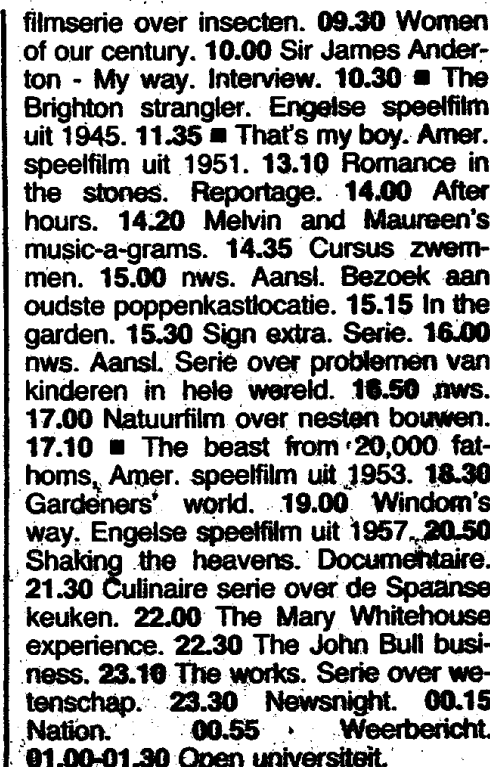 filmserie over insecten. 09.30 Women
of our century. 10.00 Sir James Ander-
ton - My way. Interview. 10.30 ■ The
Brighton strangler. Engelse speelfilm
uit 1945. 11.35 ■ That's my boy. Amer.
speelfilm uit 1951. 13.10 Romance in
the stones. Reportage. 14.00 After
hours. 14.20 Melvin and Maureen's
music-a-grams. 14.35 Cursus zwem-
men. 15.00 nws. Aansl. Bezoek aan
oudste poppenkastlocatie. 15.15 In the
garden. 15.30 Sign extra. Serie. 16.00
nws. Aansl. Serie over problemen van
kinderen in hele wereld. 16.50 nws.
17.00 Natuurfilm over nesten bouwen.
17.10 ■ The beast from 20,000 fat-
homs, Amer. speelfilm uit 1953. 18.30
Gardeners' world. 19.00 Windom's
way. Engelse speelfilm uit 1957. 20.50
Shaking the heavens. Documentaire.
21.30 Culinaire serie over de Spaanse
keuken. 22.00 The Mary Whitehouse
experience. 22.30 The John Bull busi-
ness. 23.10 The works. Serie over we-
tenschap. 23.30 Newsnight. 00.15
Nation. 00.55 Weerbericht.
01.00-01.30 Open universiteit.